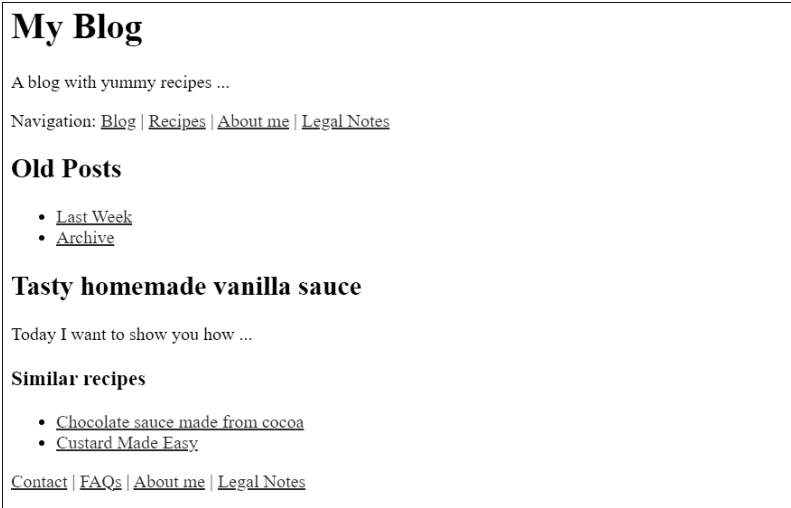 My Blog
A blog with yummy recipes ...
Navigation: Blog | Recipes | About me | Legal Notes
Old Posts
• Last Week
• Archive
Tasty homemade vanilla sauce
Today I want to show you how ...
Similar recipes
• Chocolate sauce made from cocoa
• Custard Made Easy
Contact | FAQs | About me | Legal Notes